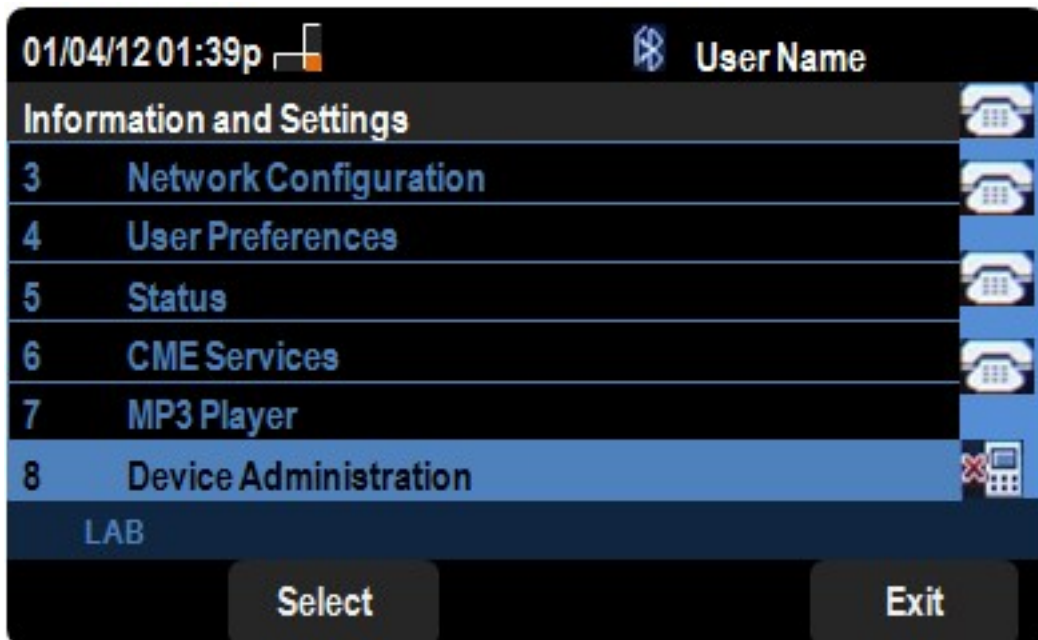 01/04/12 01:39p User Name
Information and Settings
3 Network Configuration
4 User Preferences
5 Status
6 CME Services
7 MP3 Player
8 Device Administration
LAB
Select Exit